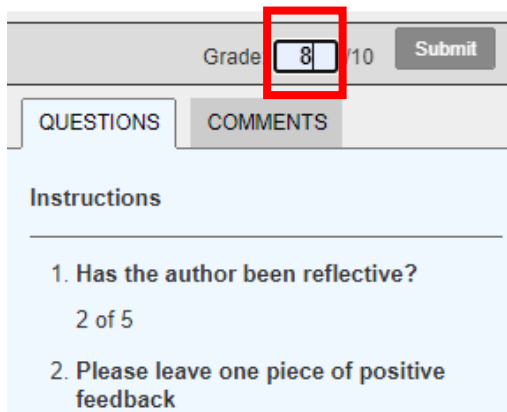 Grade 8 /10 Submit
QUESTIONS COMMENTS
Instructions
1. Has the author been reflective?
2 of 5
2. Please leave one piece of positive
feedback